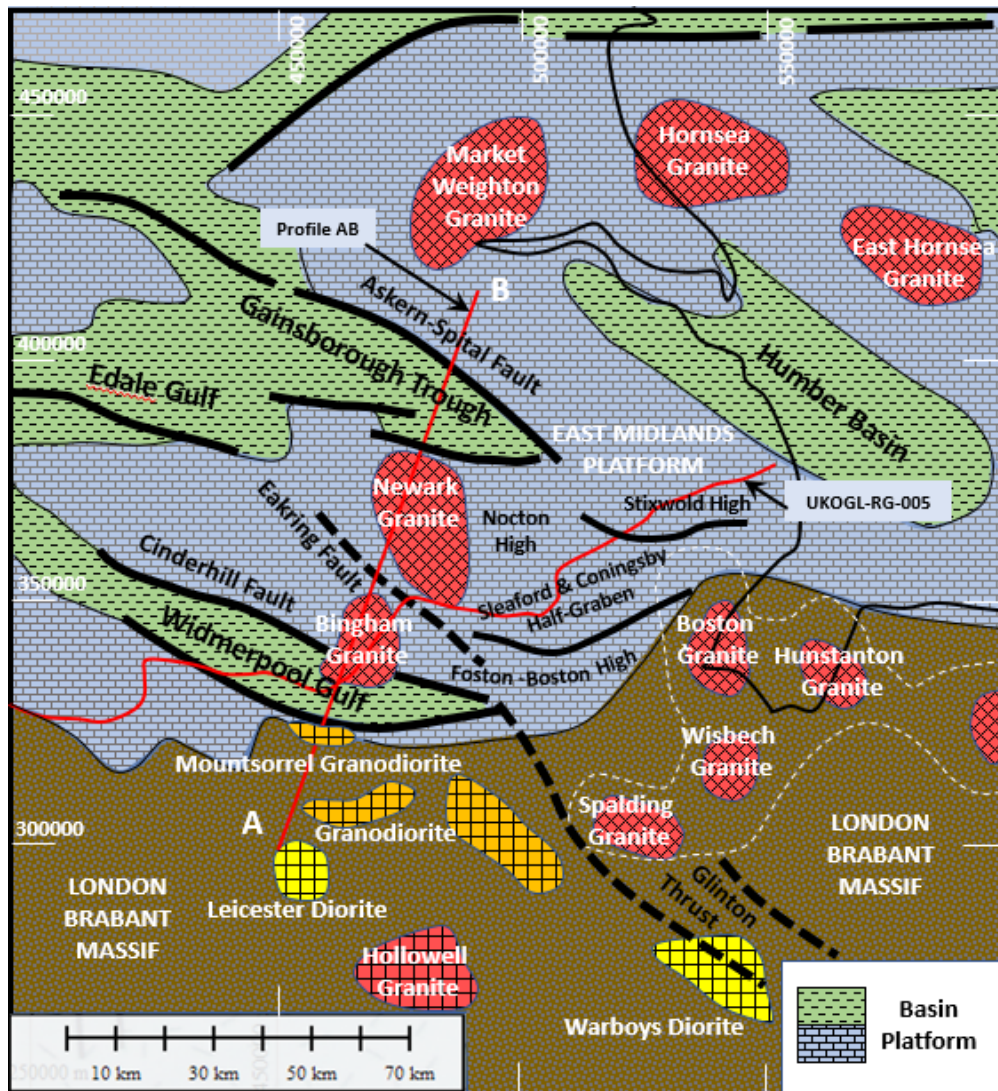 450000
500000
550000
450000
Market
Weighton
Granite
Hornsea
Granite
Profile AB
East Hornsea
Granite
B
Askern-Spital Fault
Gainsborough Trough
400000
Edale Gulf
Humber Basin
EAST MIDLANDS
PLATFORM
Newark
Granite
Stixwold High
UKOGL-RG-005
Nocton
High
Eakring Fault
Cinderhill Fault
350000
Sleaford & Coningsby
Half-Graben
Bingham
Granite
Widmerpool Gulf
Foston -Boston High
Boston
Granite
Hunstanton
Granite
Mountsorrel Granodiorite
Wisbech
Granite
A
Granodiorite
Spalding
Granite
300000
LONDON
BRABANT
MASSIF
LONDON
BRABANT
MASSIF
Glinton
Thrust
Leicester Diorite
Hollowell
Granite
Warboys Diorite
Basin
Platform
10 km
30 km
50 km
70 km
250000 m
450000